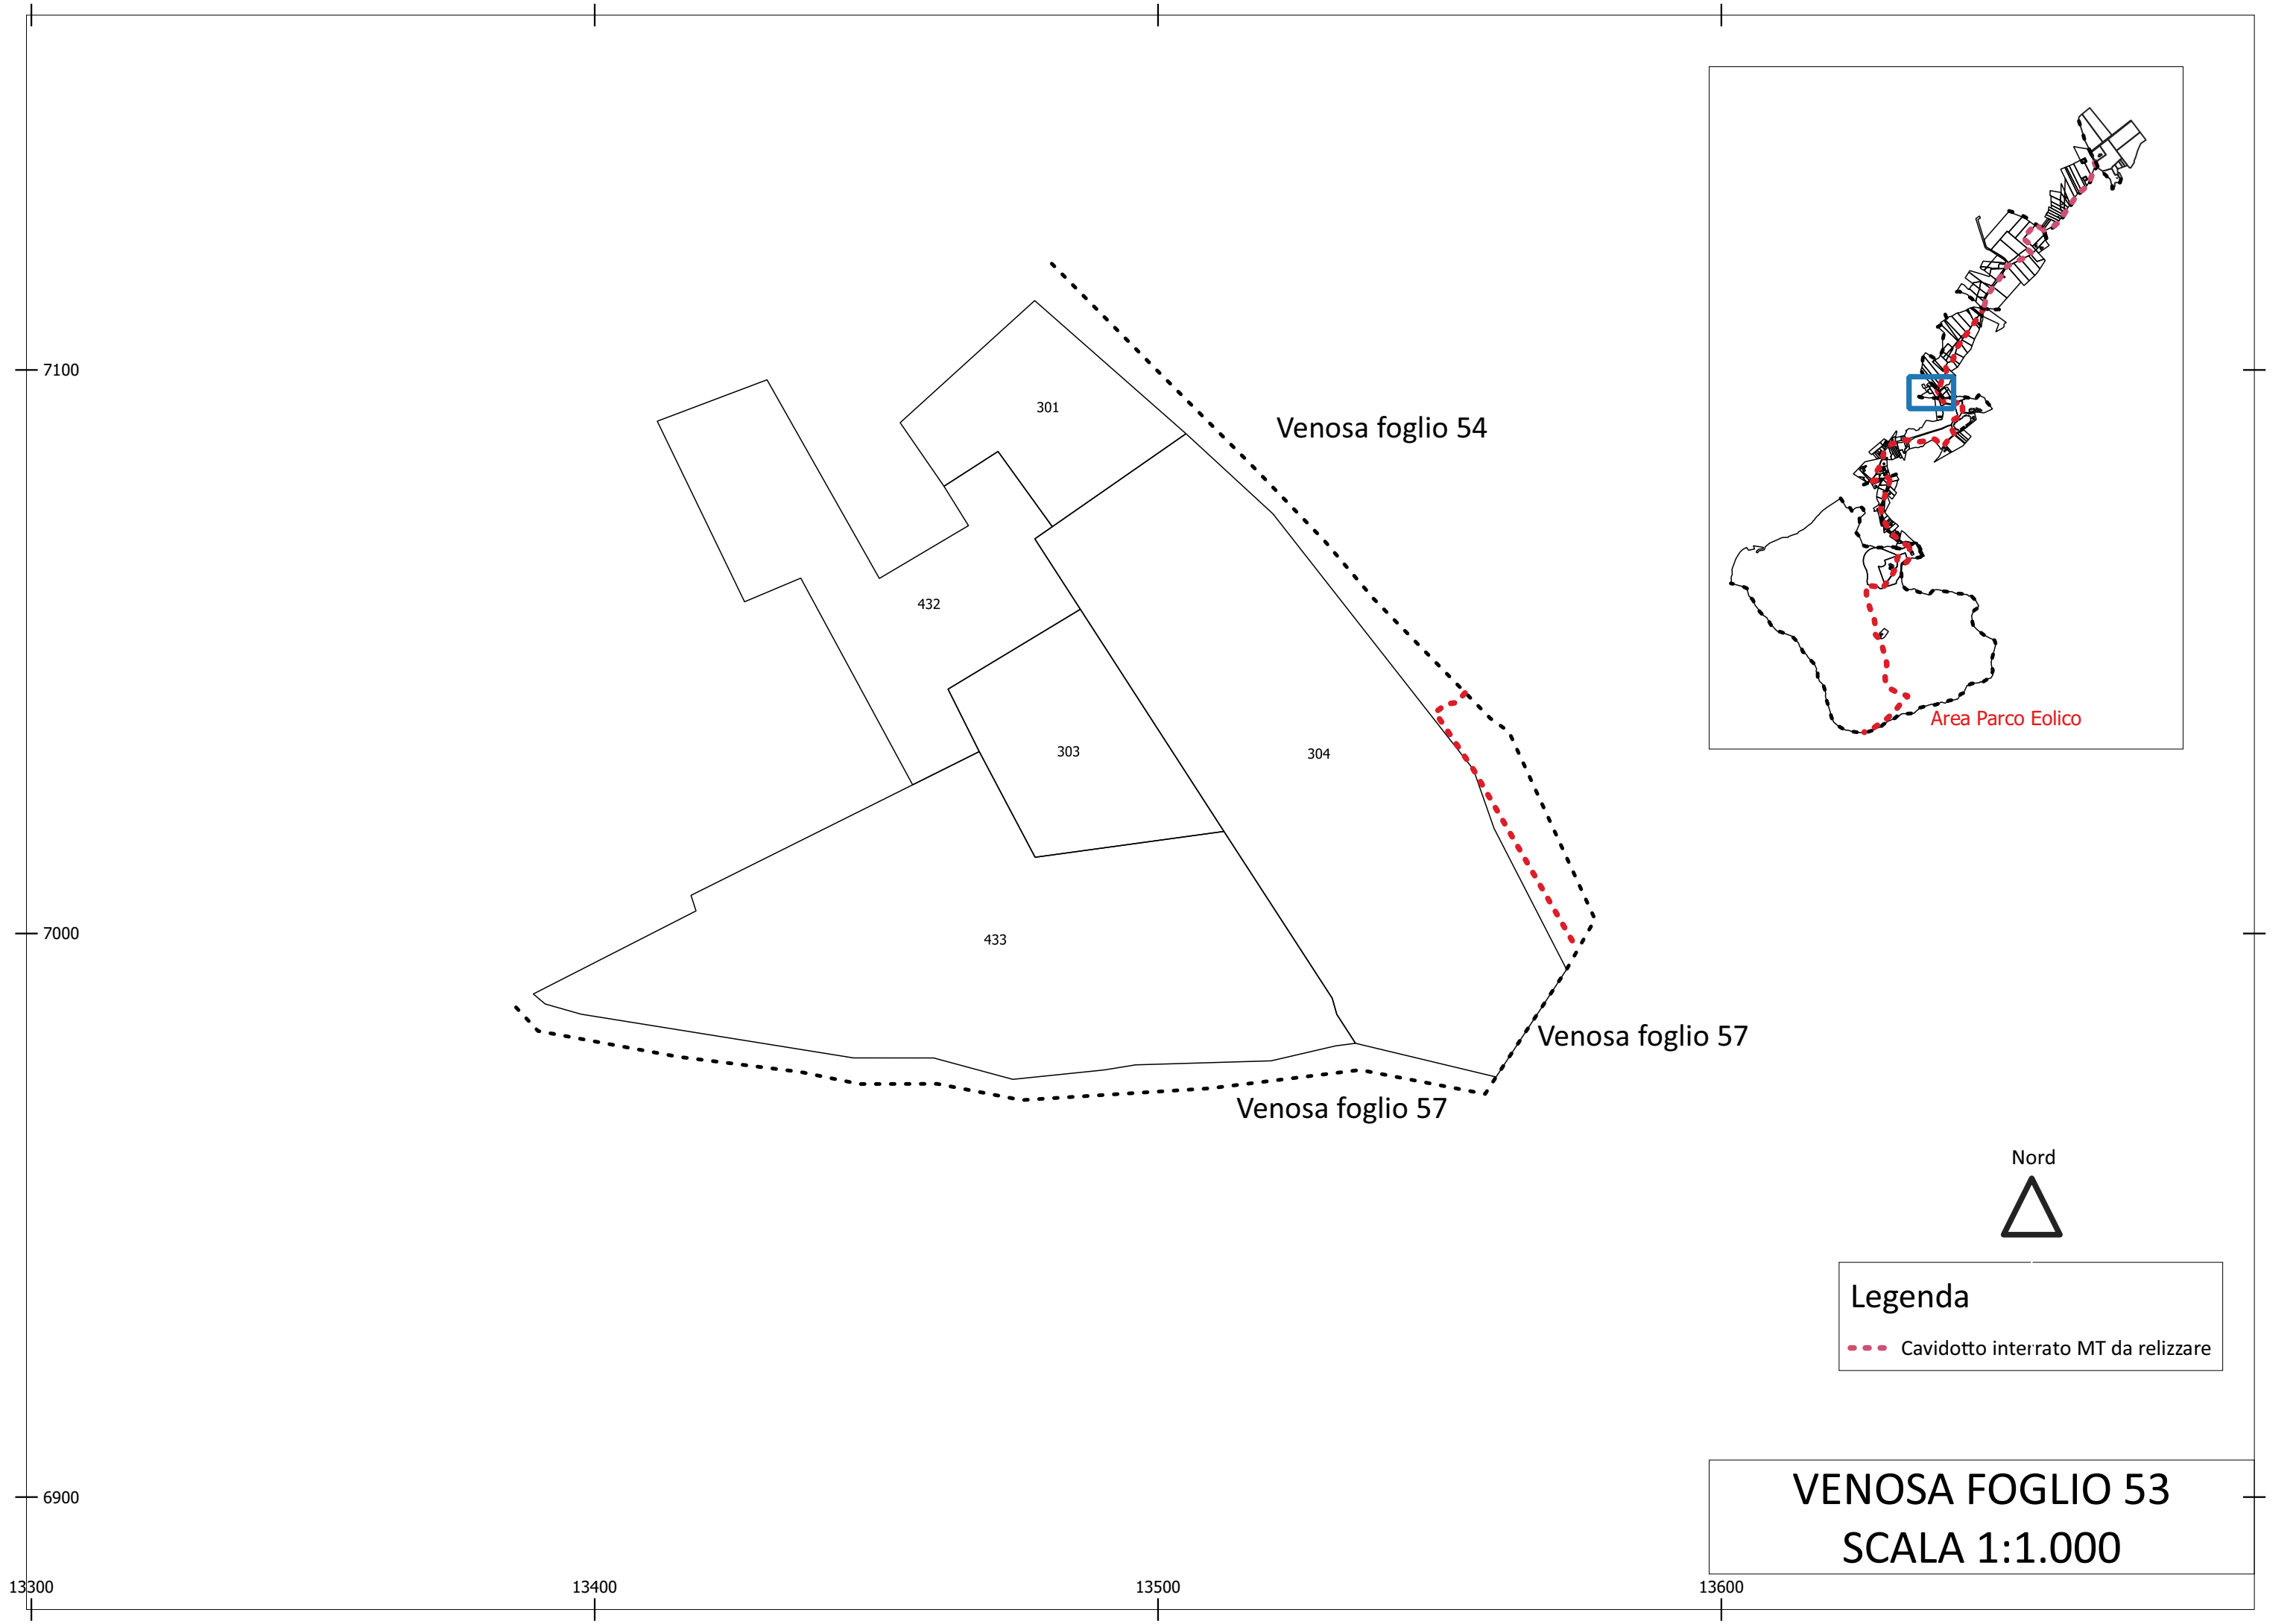 7100
301
Venosa foglio 54
432
303
304
Area Parco Eolico
7000
433
Venosa foglio 57
Venosa foglio 57
Nord
Legenda
Cavidotto interrato MT da relizzare
6900
VENOSA FOGLIO 53
SCALA 1:1.000
13300
13400
13500
13600